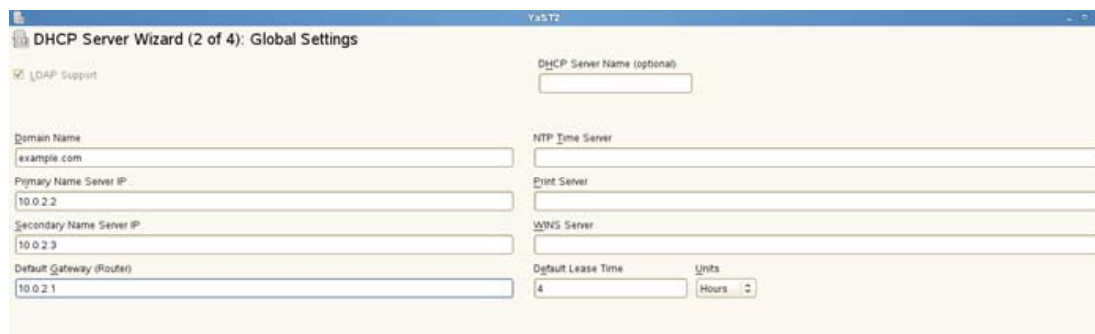 YaST2
DHCP Server Wizard (2 of 4): Global Settings
LDAP Support
DHCP Server Name (optional)
Domain Name
example.com
NTP Time Server
Primary Name Server IP
10.0.2.2
Print Server
Secondary Name Server IP
10.0.2.3
WINS Server
Default Gateway (Router)
10.0.2.1
Default Lease Time
4
Units
Hours